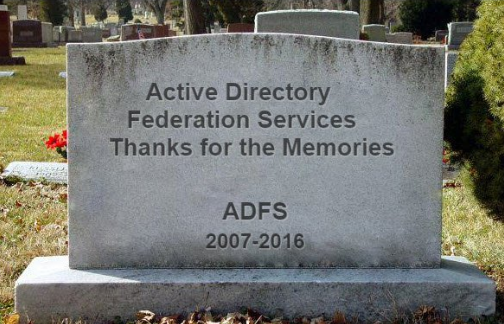 Active Directory
Federation Services
Thanks for the Memories
ADFS
2007-2016